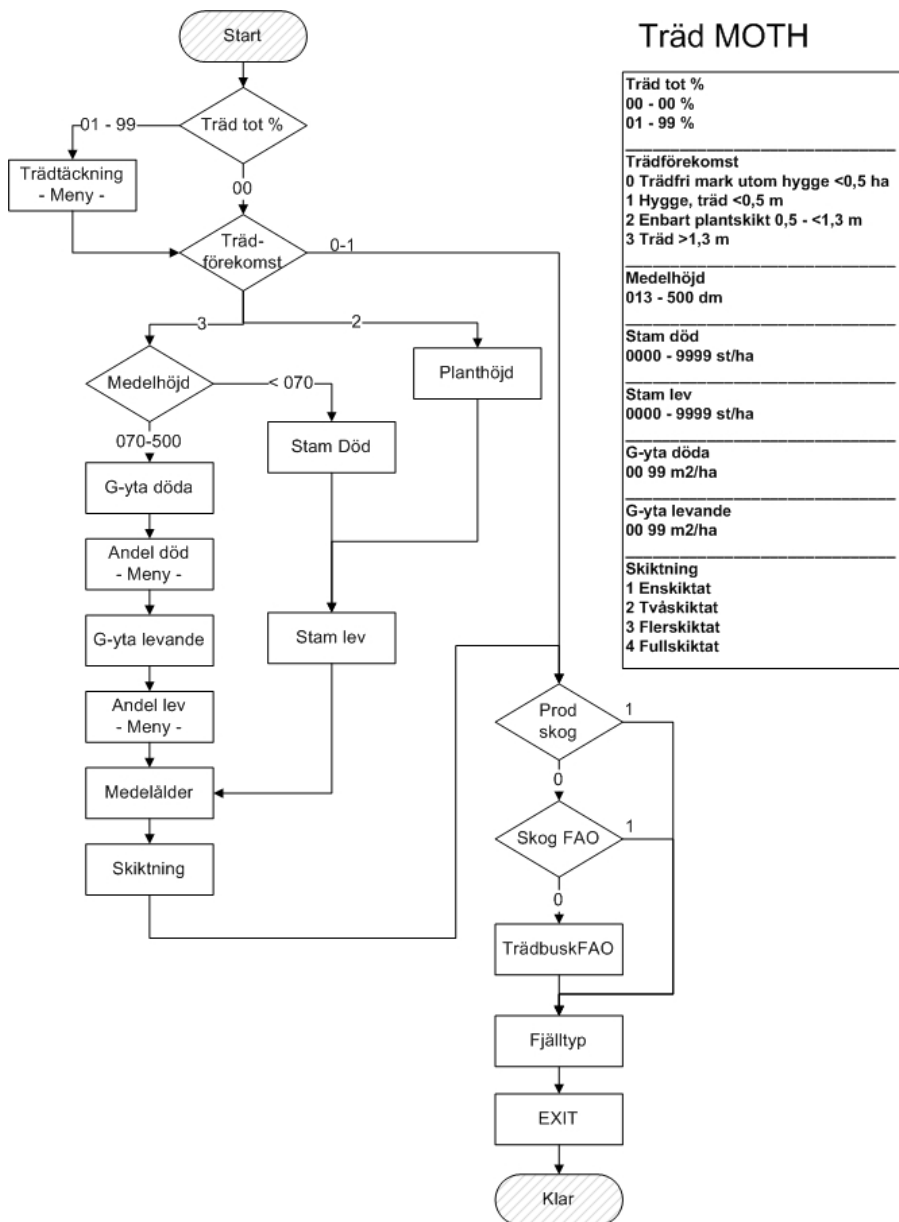 Träd MOTH
Start
Träd tot %
01 - 99
Trädtäckning
- Meny -
00
Träd-
förekomst
0-1
3
2
Medelhöjd
< 070
Planthöjd
070-500
Stam Död
G-yta döda
Andel död
- Meny -
G-yta levande
Stam lev
Andel lev
- Meny -
Medelålder
Skiktning
Prod
skog
1
0
Skog FAO
1
0
TrädbuskFAO
Fjälltyp
EXIT
Klar
Träd tot %
00 - 00 %
01 - 99 %
Trädförekomst
0 Trädfri mark utom hygge <0,5 ha
1 Hygge, träd <0,5 m
2 Enbart plantskikt 0,5 - <1,3 m
3 Träd >1,3 m
Medelhöjd
013 - 500 dm
Stam död
0000 - 9999 st/ha
Stam lev
0000 - 9999 st/ha
G-yta döda
00 99 m2/ha
G-yta levande
00 99 m2/ha
Skiktning
1 Enskiktat
2 Tvåskiktat
3 Flerskiktat
4 Fullskiktat